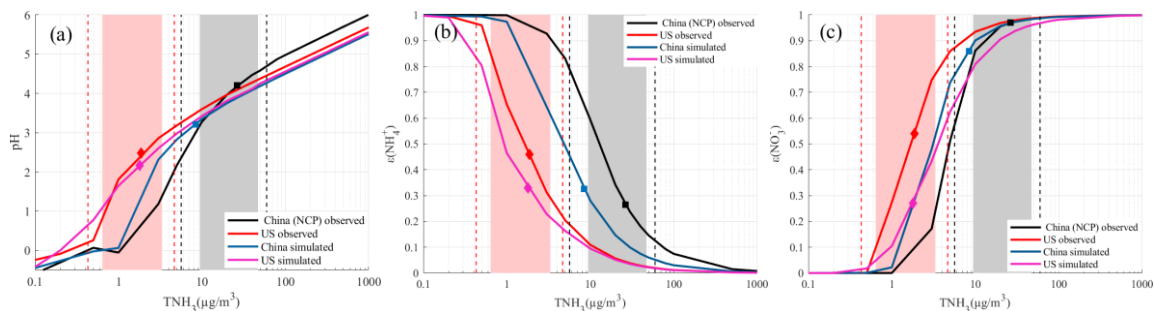 (a)
6
5
4
3
2
1
0
pH
0.1
1
10
100
1000
TNH₃(µg/m³)
China (NCP) observed
US observed
China simulated
US simulated
(b)
1
0.9
0.8
0.7
0.6
0.5
0.4
0.3
0.2
0.1
0
ε(NH₄⁺)
0.1
1
10
100
1000
TNH₃(µg/m³)
China (NCP) observed
US observed
China simulated
US simulated
(c)
1
0.9
0.8
0.7
0.6
0.5
0.4
0.3
0.2
0.1
0
ε(NO₃⁻)
0.1
1
10
100
1000
TNH₃(µg/m³)
China (NCP) observed
US observed
China simulated
US simulated